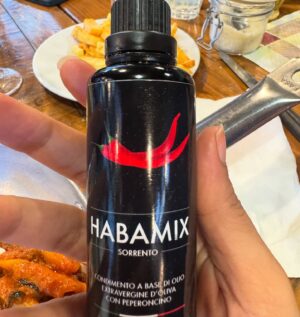 HABAMIX
SORRENTO
CONDIMENTO A BASE DI OLIO
EXTRAVERGINE D'OLIVA
CON PEPERONCINO